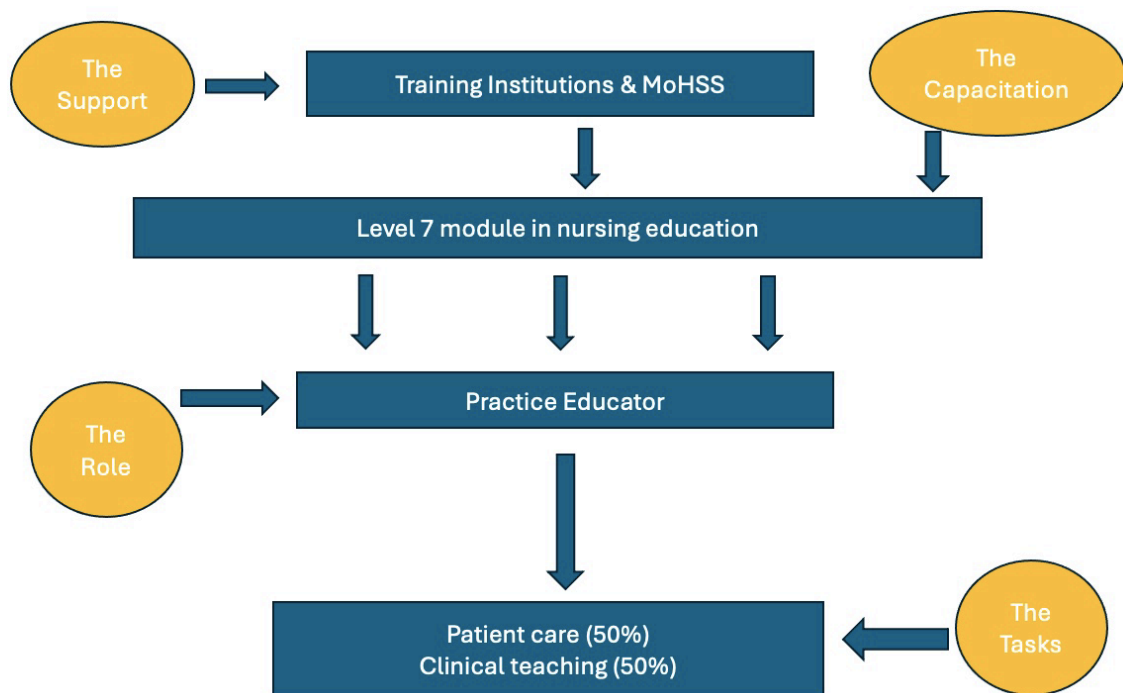 The
Support
Training Institutions & MoHSS
The
Capacitation
Level 7 module in nursing education
Practice Educator
The
Role
Patient care (50%)
Clinical teaching (50%)
The
Tasks